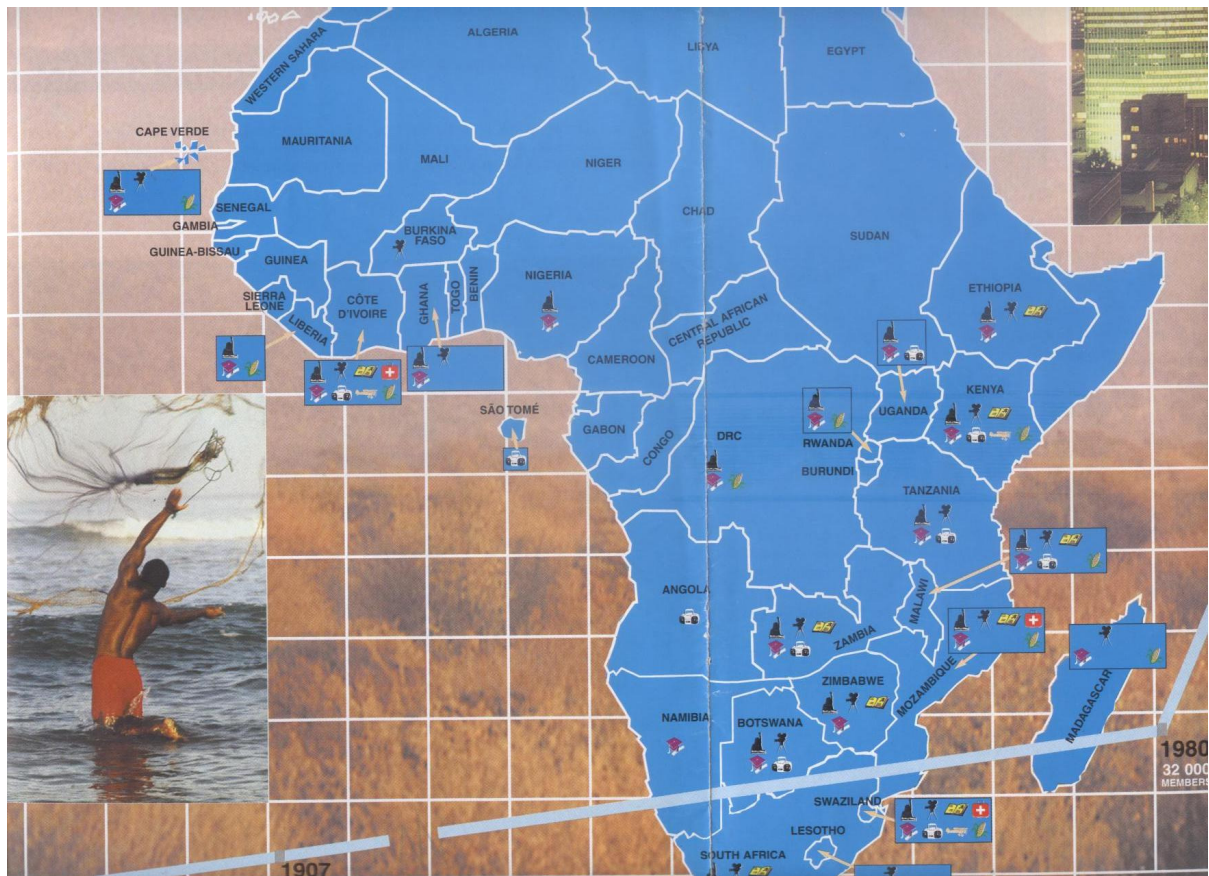 ALGERIA
LIBYA
EGYPT
WESTERN SAHARA
CAPE VERDE
MAURITANIA
MALI
NIGER
CHAD
SUDAN
SENEGAL
GAMBIA
GUINEA-BISSAU
GUINEA
BURKINA
FASO
SIERRA
LEONE
LIBERIA
CÔTE
D'IVOIRE
GHANA
TOGO
BENIN
NIGERIA
CENTRAL AFRICAN
REPUBLIC
ETHIOPIA
CAMEROON
SÃO TOMÉ
GABON
CONGO
DRC
UGANDA
KENYA
RWANDA
BURUNDI
TANZANIA
ANGOLA
ZAMBIA
MALAWI
MOZAMBIQUE
ZIMBABWE
NAMIBIA
BOTSWANA
MADAGASCAR
1980
32 000
MEMBERS
SWAZILAND
LESOTHO
SOUTH AFRICA
1907